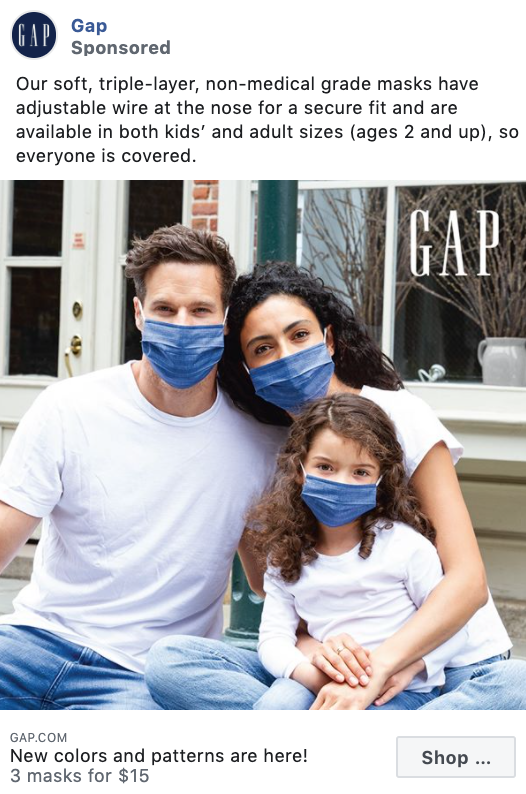 GAP
Gap
Sponsored
Our soft, triple-layer, non-medical grade masks have
adjustable wire at the nose for a secure fit and are
available in both kids’ and adult sizes (ages 2 and up), so
everyone is covered.
GAP
GAP.COM
New colors and patterns are here!
3 masks for $15
Shop ...